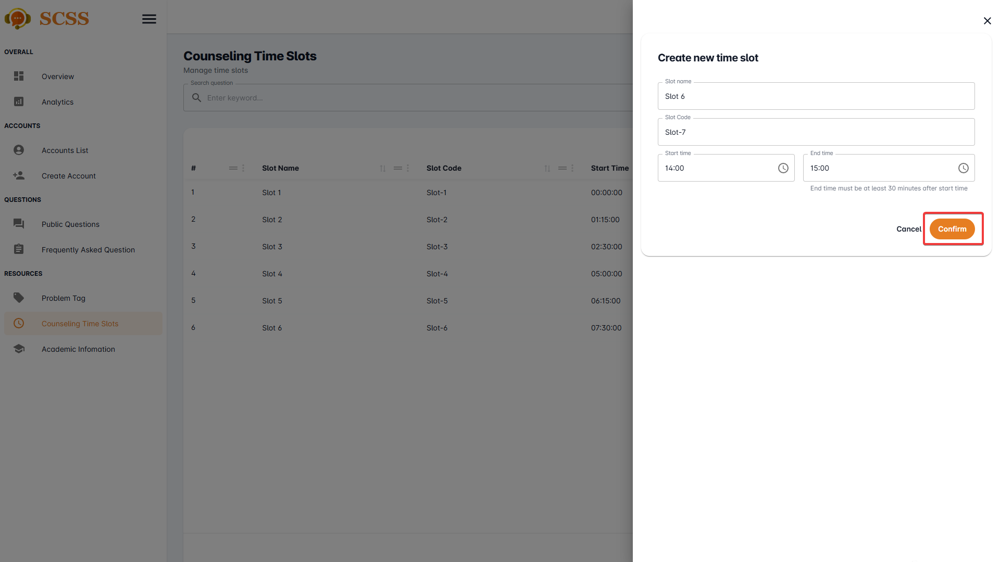 SCSS
OVERALL
Overview
Analytics
ACCOUNTS
Accounts List
Create Account
QUESTIONS
Public Questions
Frequently Asked Question
RESOURCES
Problem Tag
Counseling Time Slots
Academic Infomation
Counseling Time Slots
Manage time slots
Search question
Enter keyword...
# Slot Name Slot Code Start Time
1 Slot 1 Slot-1 00:00:00
2 Slot 2 Slot-2 01:15:00
3 Slot 3 Slot-3 02:30:00
4 Slot 4 Slot-4 05:00:00
5 Slot 5 Slot-5 06:15:00
6 Slot 6 Slot-6 07:30:00
Create new time slot
Slot name
Slot 6
Slot Code
Slot-7
Start time End time
14:00 15:00
End time must be at least 30 minutes after start time
Cancel Confirm